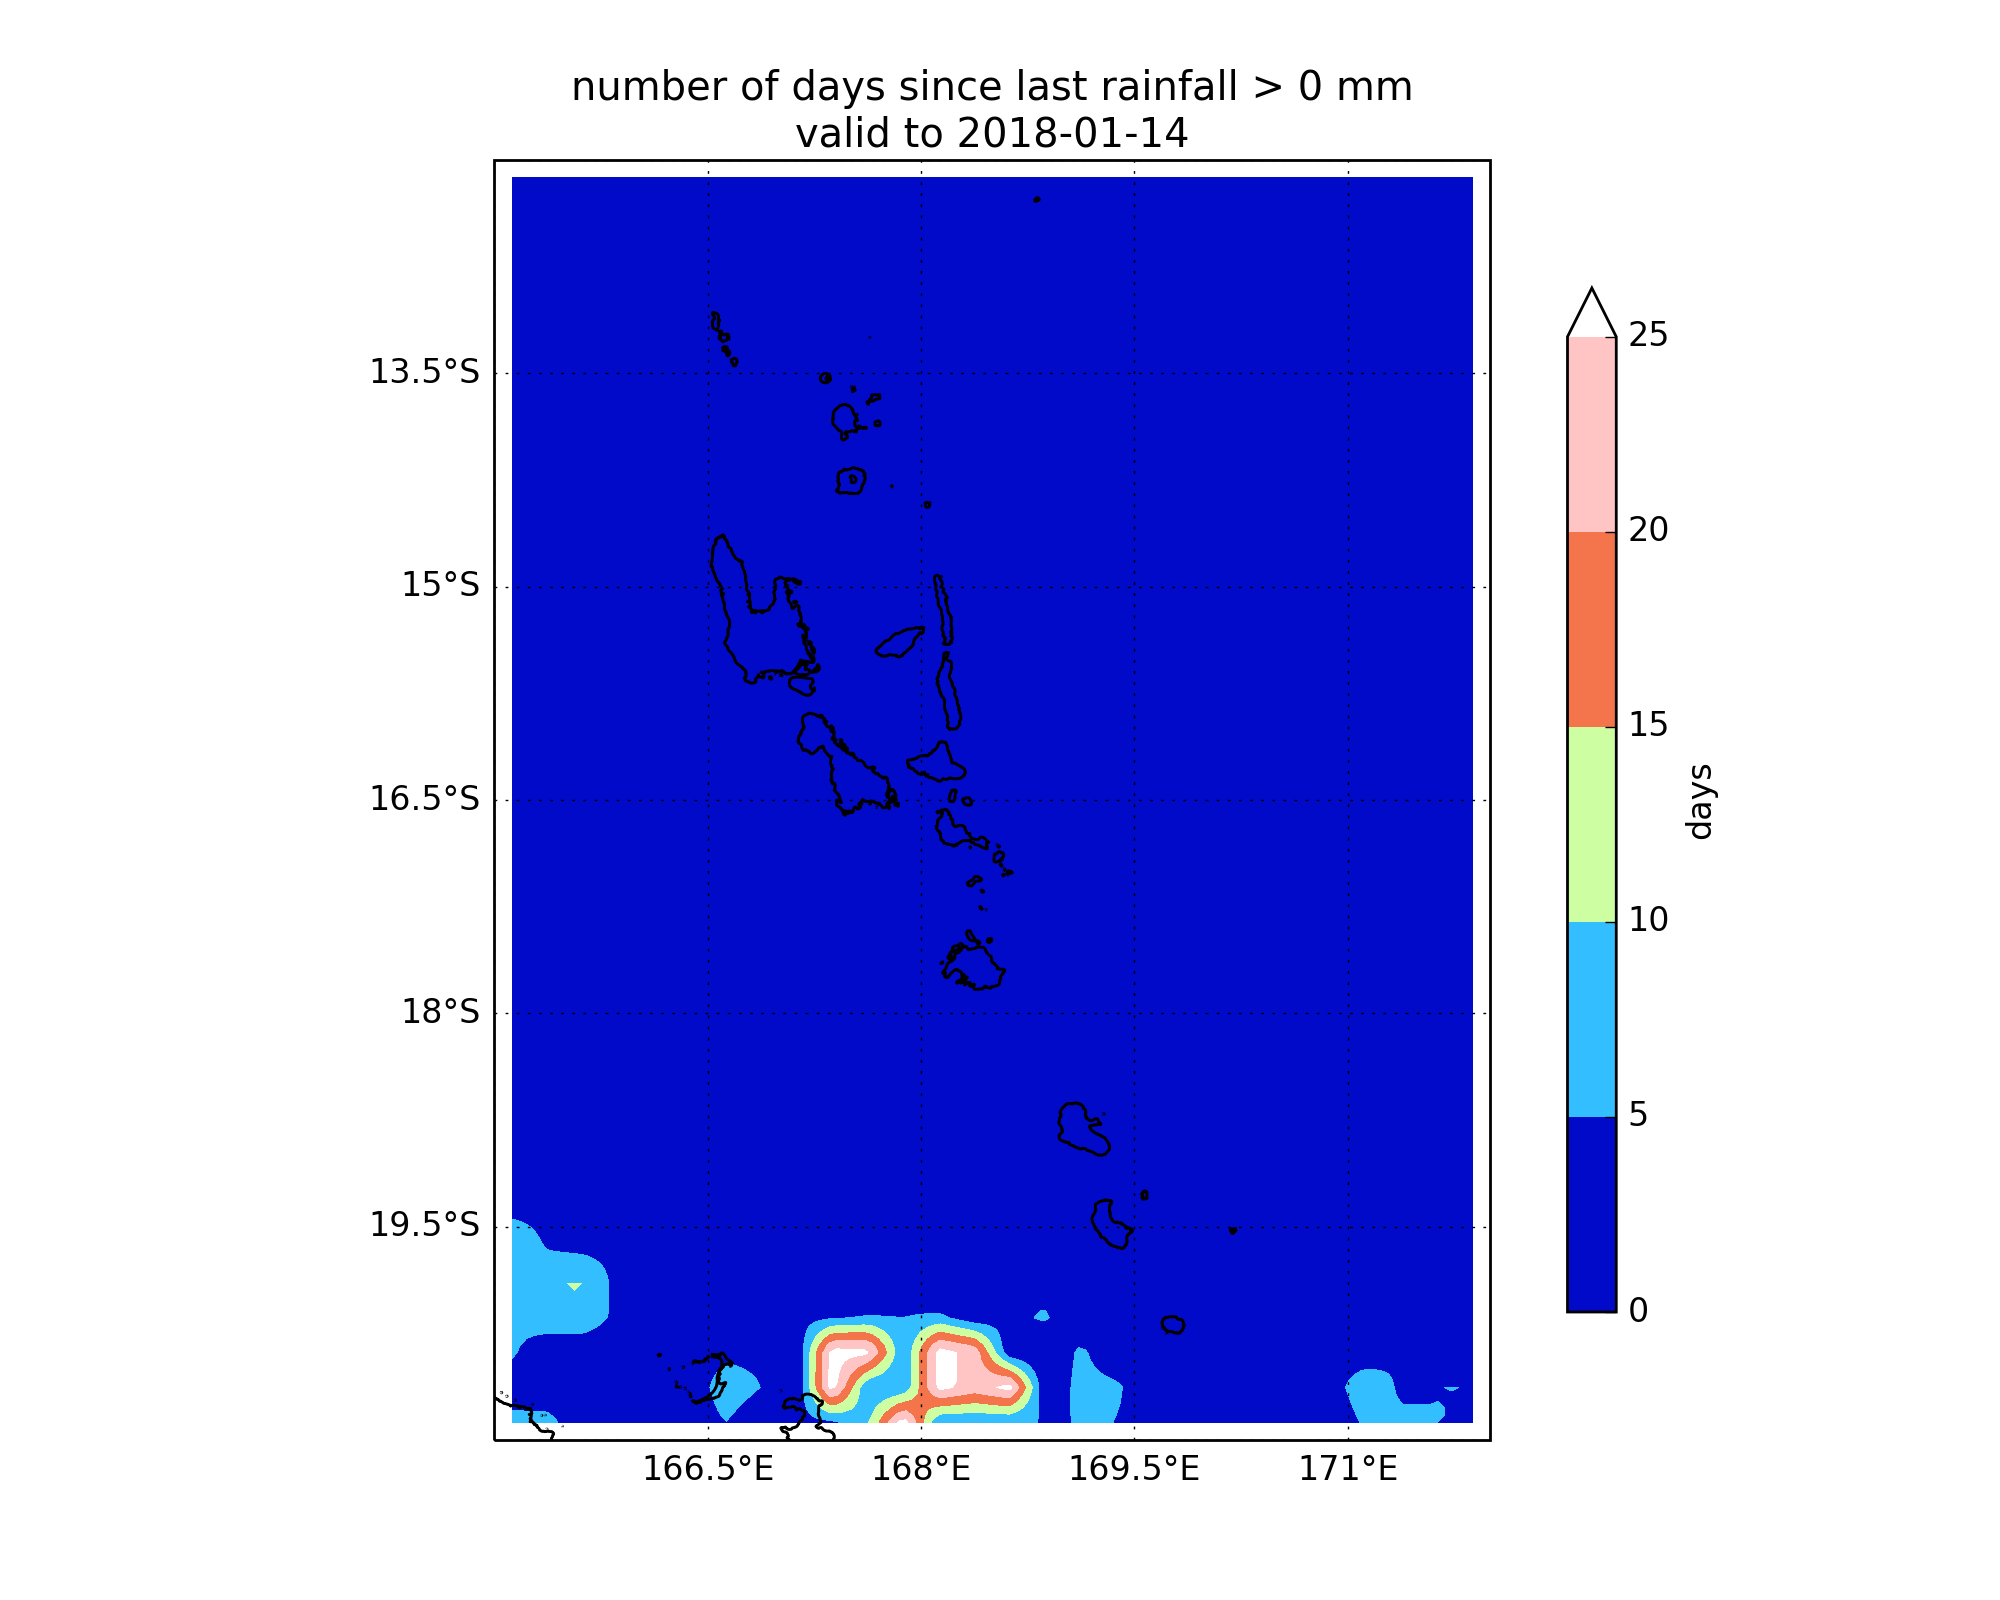 number of days since last rainfall > 0 mm
valid to 2018-01-14
13.5°S
15°S
16.5°S
18°S
19.5°S
166.5°E
168°E
169.5°E
171°E
25
20
15
10
5
0
days